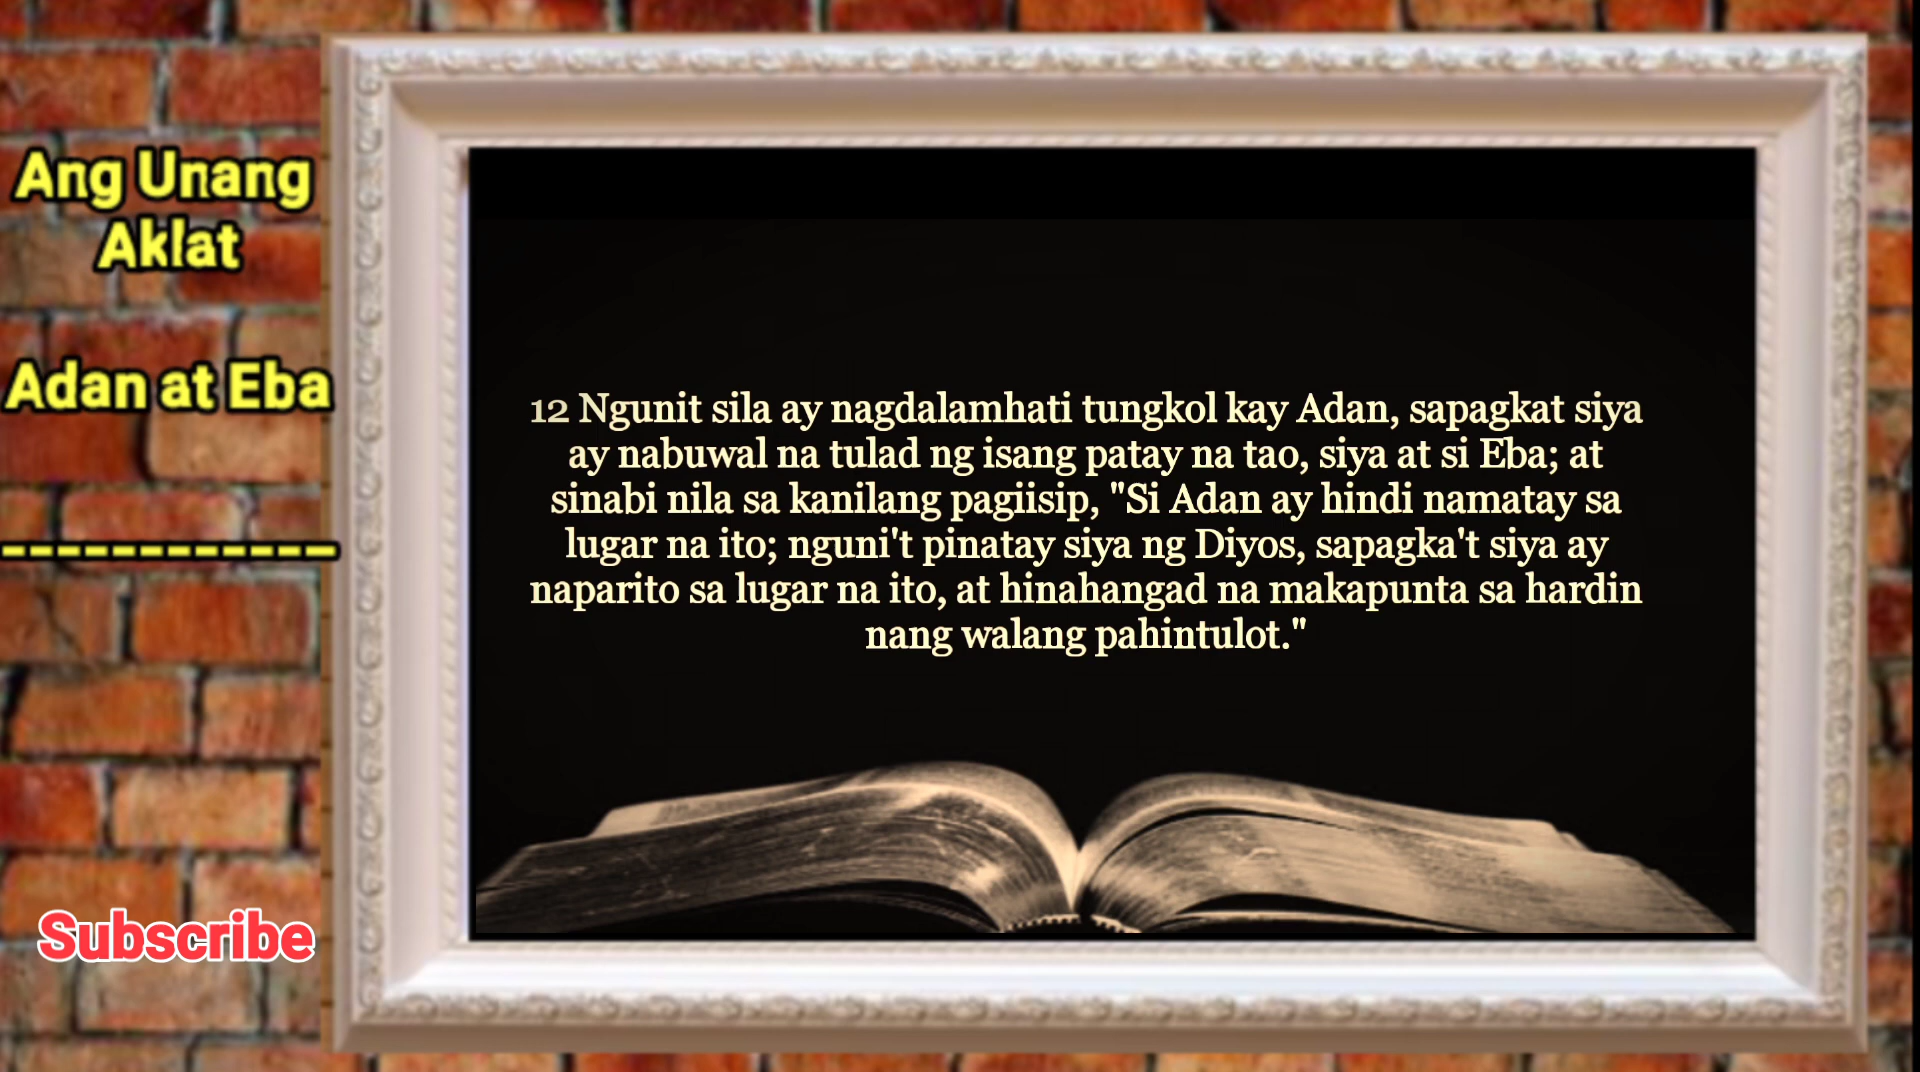 Ang Unang
Aklat
Adan at Eba
------------
Subscribe
12 Ngunit sila ay nagdalamhati tungkol kay Adan, sapagkat siya
ay nabuwal na tulad ng isang patay na tao, siya at si Eba; at
sinabi nila sa kanilang pagiisip, "Si Adan ay hindi namatay sa
lugar na ito; nguni't pinatay siya ng Diyos, sapagka't siya ay
naparito sa lugar na ito, at hinahangad na makapunta sa hardin
nang walang pahintulot."